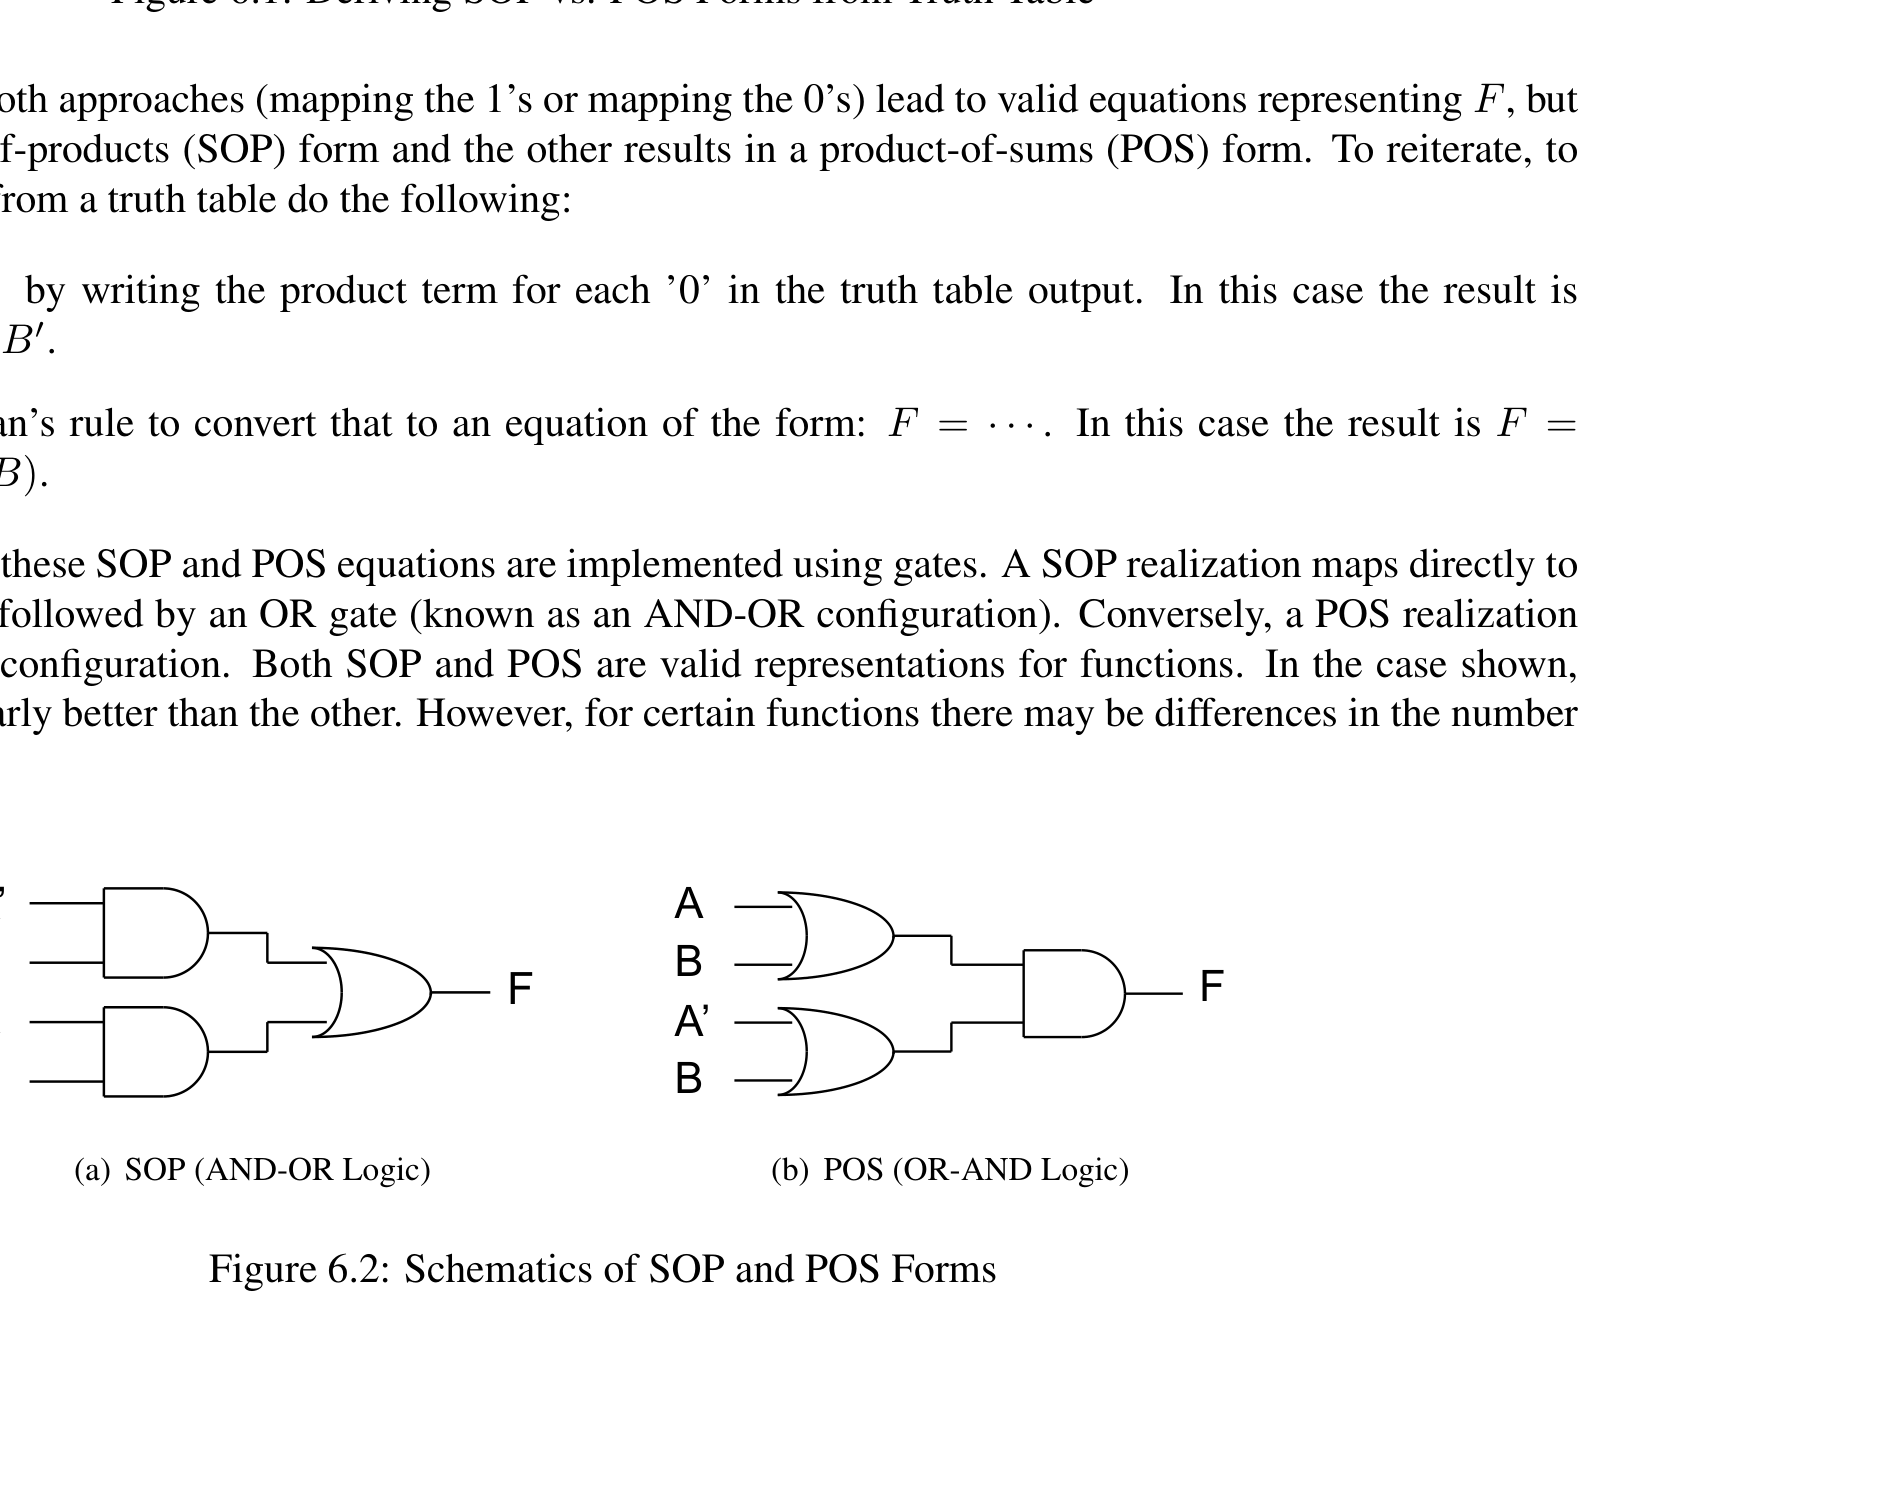 Figure 6.1: Deriving SOP vs. POS Forms from Truth Table
oth approaches (mapping the 1's or mapping the 0's) lead to valid equations representing F, but
f-products (SOP) form and the other results in a product-of-sums (POS) form. To reiterate, to
rom a truth table do the following:
by writing the product term for each '0' in the truth table output. In this case the result is
B′.
an's rule to convert that to an equation of the form: F = ···. In this case the result is F =
B).
these SOP and POS equations are implemented using gates. A SOP realization maps directly to
followed by an OR gate (known as an AND-OR configuration). Conversely, a POS realization
configuration. Both SOP and POS are valid representations for functions. In the case shown,
arly better than the other. However, for certain functions there may be differences in the number
F
A
B
A'
B
F
(a) SOP (AND-OR Logic)
(b) POS (OR-AND Logic)
Figure 6.2: Schematics of SOP and POS Forms